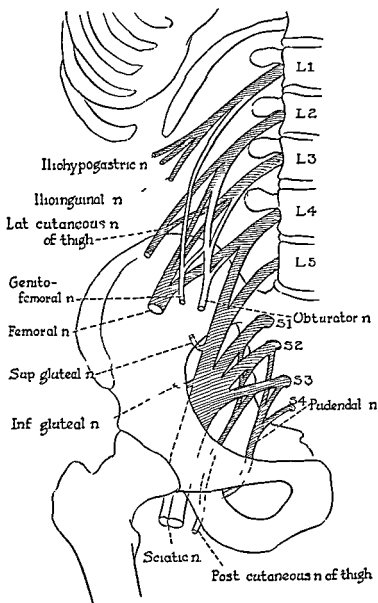 L1
L2
L3
L4
L5
Iliohypogastric n
Ilioinguinal n
Lat cutaneous n
of thigh
Genito-
femoral n
Femoral n
Obturator n
S1
S2
Sup gluteal n
S3
S4
Pudendal n
Inf gluteal n
Sciatic n
Post cutaneous n of thigh